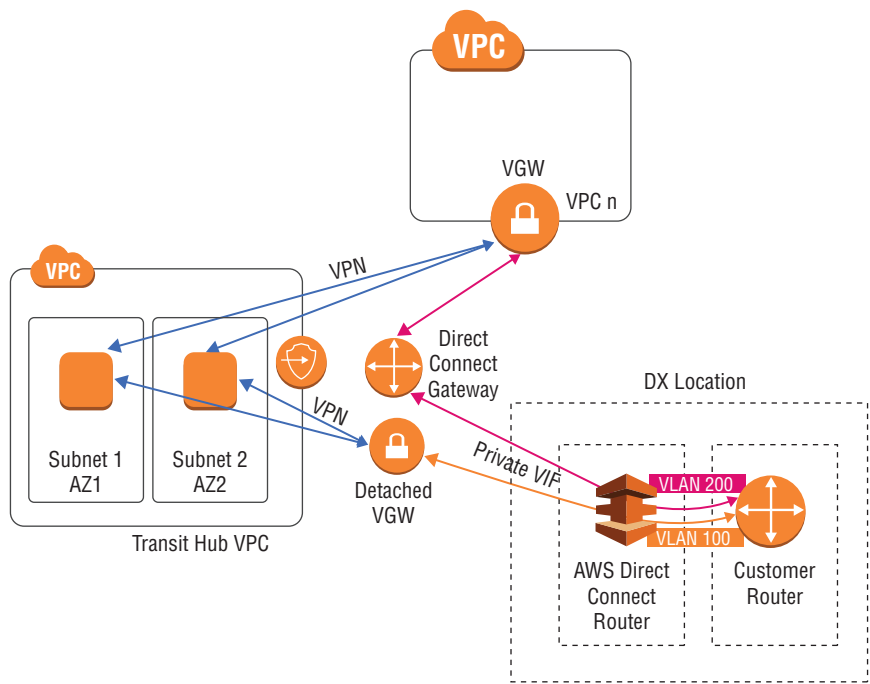 VPC
VGW
VPC n
VPN
VPC
Direct
Connect
Gateway
DX Location
VPN
Subnet 1
AZ1
Subnet 2
AZ2
Private VIF
VLAN 200
Detached
VGW
VLAN 100
Transit Hub VPC
AWS Direct
Connect
Router
Customer
Router